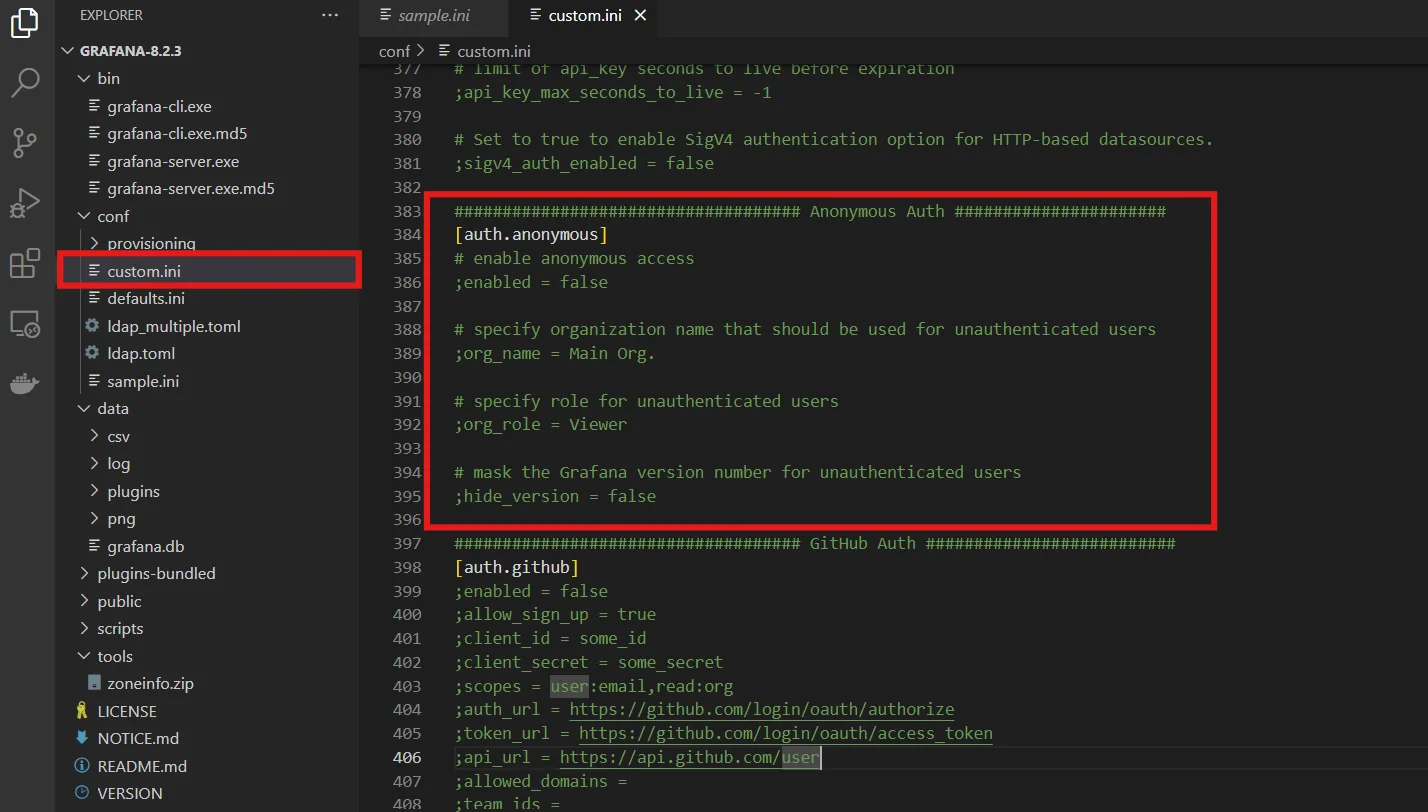 EXPLORER
GRAFANA-8.2.3
bin
grafana-cli.exe
grafana-cli.exe.md5
grafana-server.exe
grafana-server.exe.md5
conf
provisioning
custom.ini
defaults.ini
ldap_multiple.toml
ldap.toml
sample.ini
data
csv
log
plugins
png
grafana.db
plugins-bundled
public
scripts
tools
zoneinfo.zip
LICENSE
NOTICE.md
README.md
VERSION
sample.ini
custom.ini
conf > custom.ini
377 # limit of api_key seconds to live before expiration
378 ;api_key_max_seconds_to_live = -1
379
380 # Set to true to enable SigV4 authentication option for HTTP-based datasources.
381 ;sigv4_auth_enabled = false
382
383 #################################### Anonymous Auth ######################
384 [auth.anonymous]
385 # enable anonymous access
386 ;enabled = false
387
388 # specify organization name that should be used for unauthenticated users
389 ;org_name = Main Org.
390
391 # specify role for unauthenticated users
392 ;org_role = Viewer
393
394 # mask the Grafana version number for unauthenticated users
395 ;hide_version = false
396
397 #################################### GitHub Auth ##########################
398 [auth.github]
399 ;enabled = false
400 ;allow_sign_up = true
401 ;client_id = some_id
402 ;client_secret = some_secret
403 ;scopes = user:email,read:org
404 ;auth_url = https://github.com/login/oauth/authorize
405 ;token_url = https://github.com/login/oauth/access_token
406 ;api_url = https://api.github.com/user
407 ;allowed_domains =
408 ;team_ids =